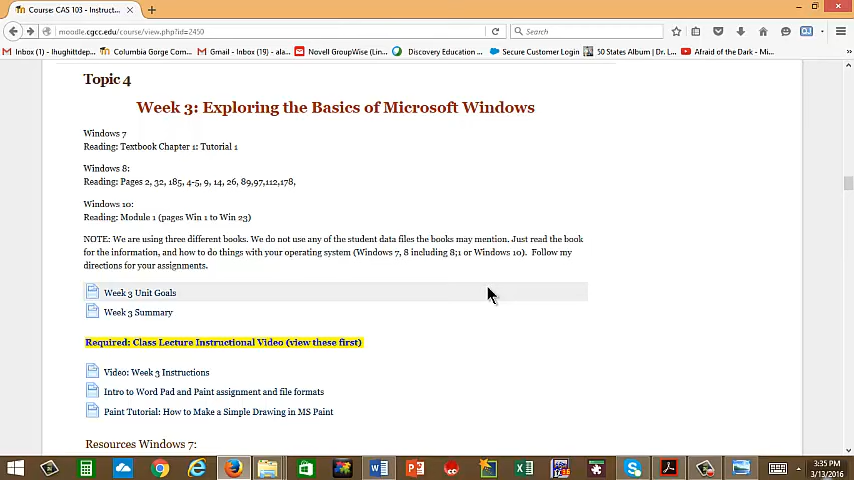 Course: CAS 103 - Instruct...
moodle.cgcc.edu/course/view.php?id=2450
Search
Inbox (1) - lhughittdep...
Columbia Gorge Com...
Gmail - Inbox (19) - ala...
Novell GroupWise (Lin...
Discovery Education ...
Secure Customer Login
50 States Album | Dr. L...
Afraid of the Dark - Mi...
Topic 4
Week 3: Exploring the Basics of Microsoft Windows
Windows 7
Reading: Textbook Chapter 1: Tutorial 1
Windows 8:
Reading: Pages 2, 32, 185, 4-5, 9, 14, 26, 89,97,112,178,
Windows 10:
Reading: Module 1 (pages Win 1 to Win 23)
NOTE: We are using three different books. We do not use any of the student data files the books may mention. Just read the book
for the information, and how to do things with your operating system (Windows 7, 8 including 8;1 or Windows 10). Follow my
directions for your assignments.
Week 3 Unit Goals
Week 3 Summary
Required: Class Lecture Instructional Video (view these first)
Video: Week 3 Instructions
Intro to Word Pad and Paint assignment and file formats
Paint Tutorial: How to Make a Simple Drawing in MS Paint
Resources Windows 7:
3:35 PM
3/13/2016